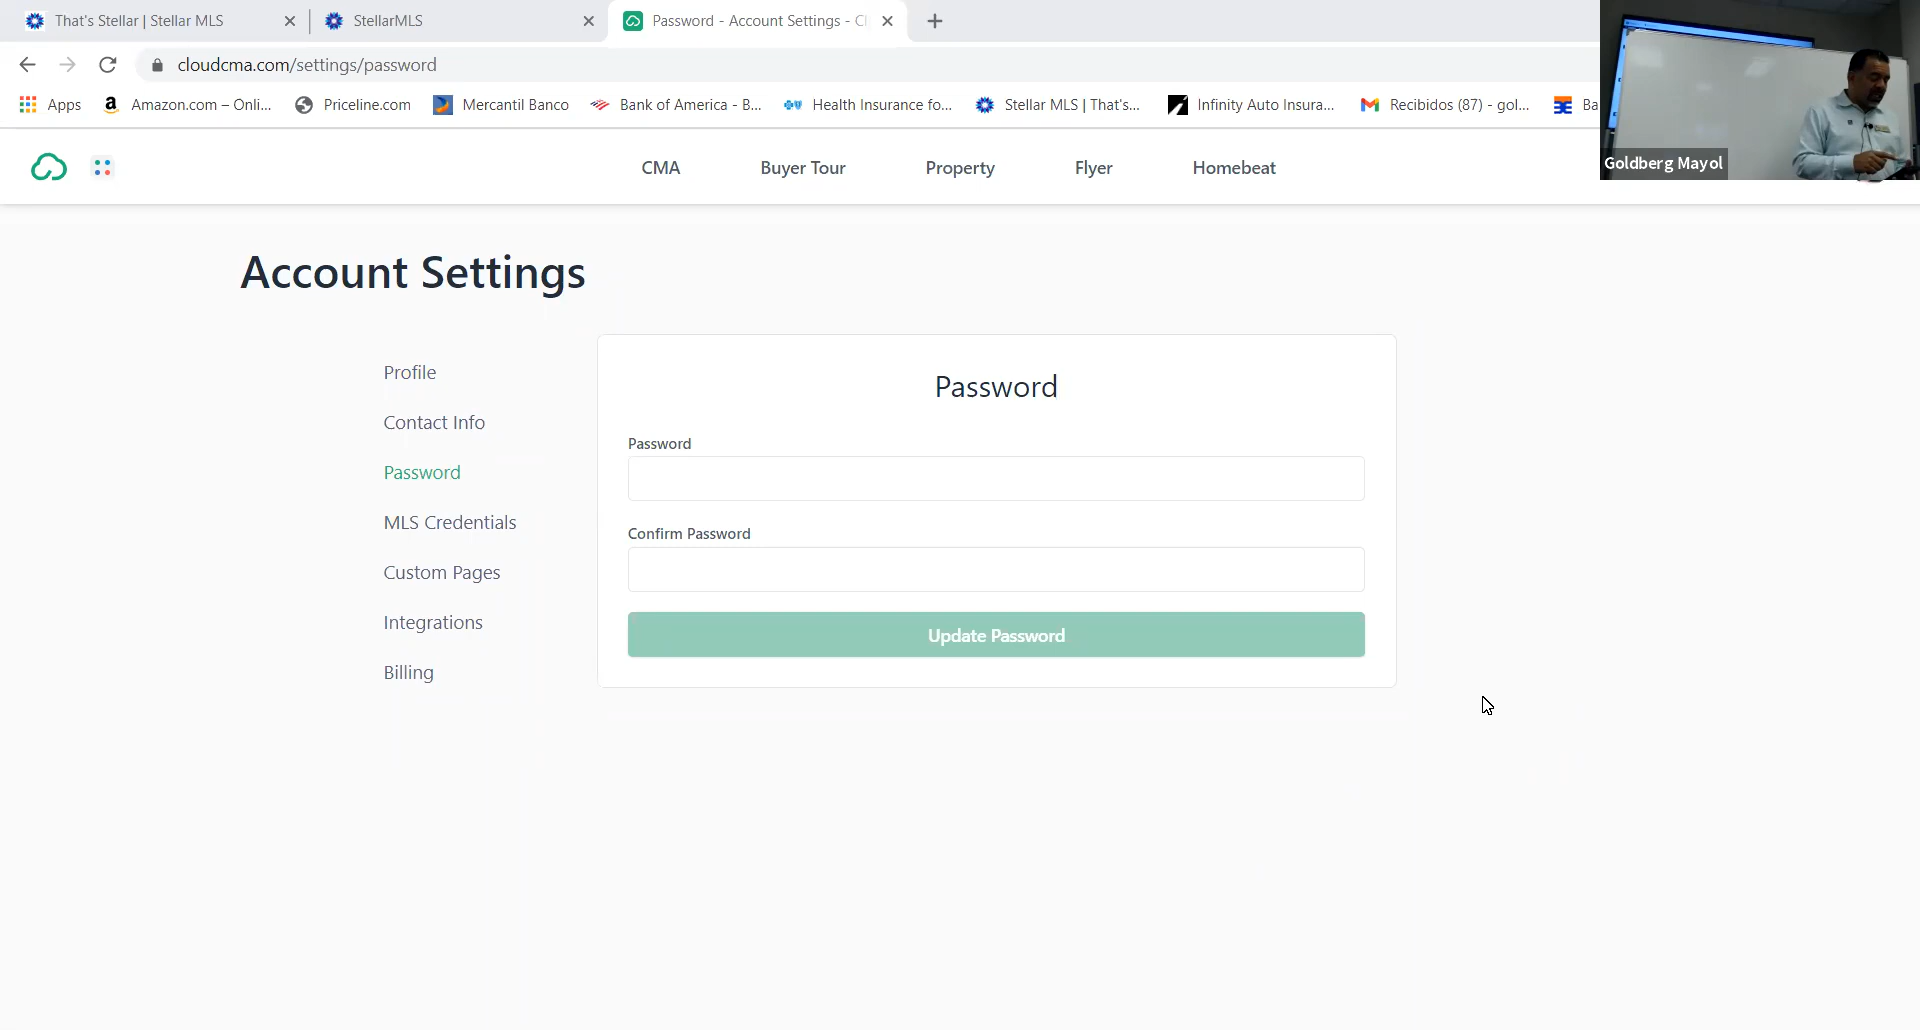 That's Stellar | Stellar MLS
StellarMLS
Password - Account Settings - Cl
cloudcma.com/settings/password
Apps
Amazon.com – Onli...
Priceline.com
Mercantil Banco
Bank of America - B...
Health Insurance fo...
Stellar MLS | That's...
Infinity Auto Insura...
Recibidos (87) - gol...
Ba
Goldberg Mayol
CMA
Buyer Tour
Property
Flyer
Homebeat
Account Settings
Profile
Contact Info
Password
MLS Credentials
Custom Pages
Integrations
Billing
Password
Password
Confirm Password
Update Password